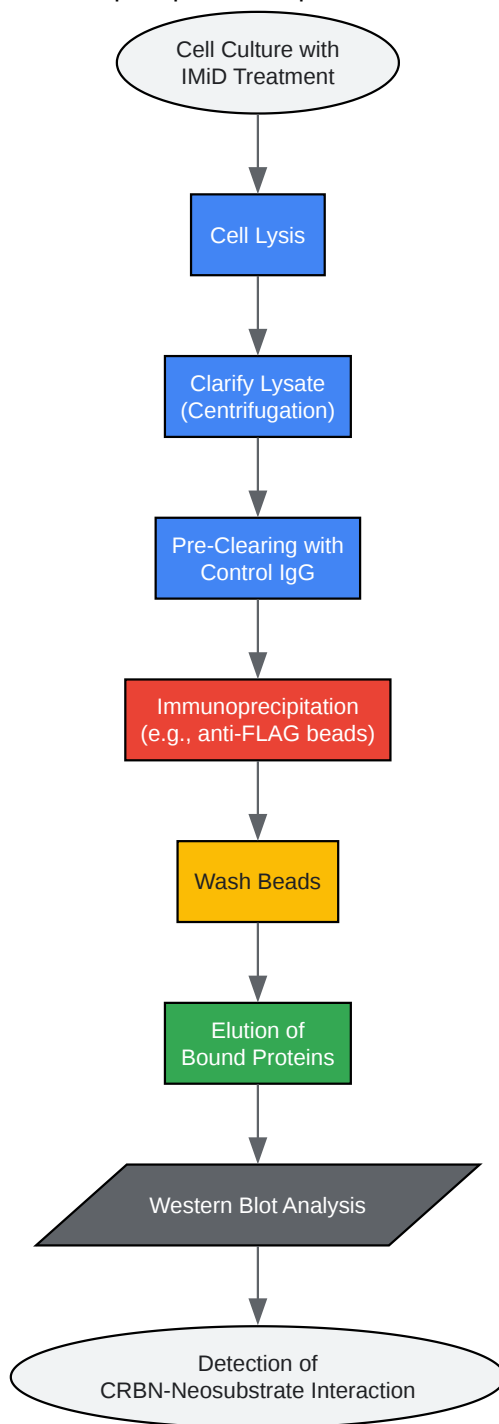 Cell Culture with
IMiD Treatment
Cell Lysis
Clarify Lysate
(Centrifugation)
Pre-Clearing with
Control IgG
Immunoprecipitation
(e.g., anti-FLAG beads)
Wash Beads
Elution of
Bound Proteins
Western Blot Analysis
Detection of
CRBN-Neosubstrate Interaction